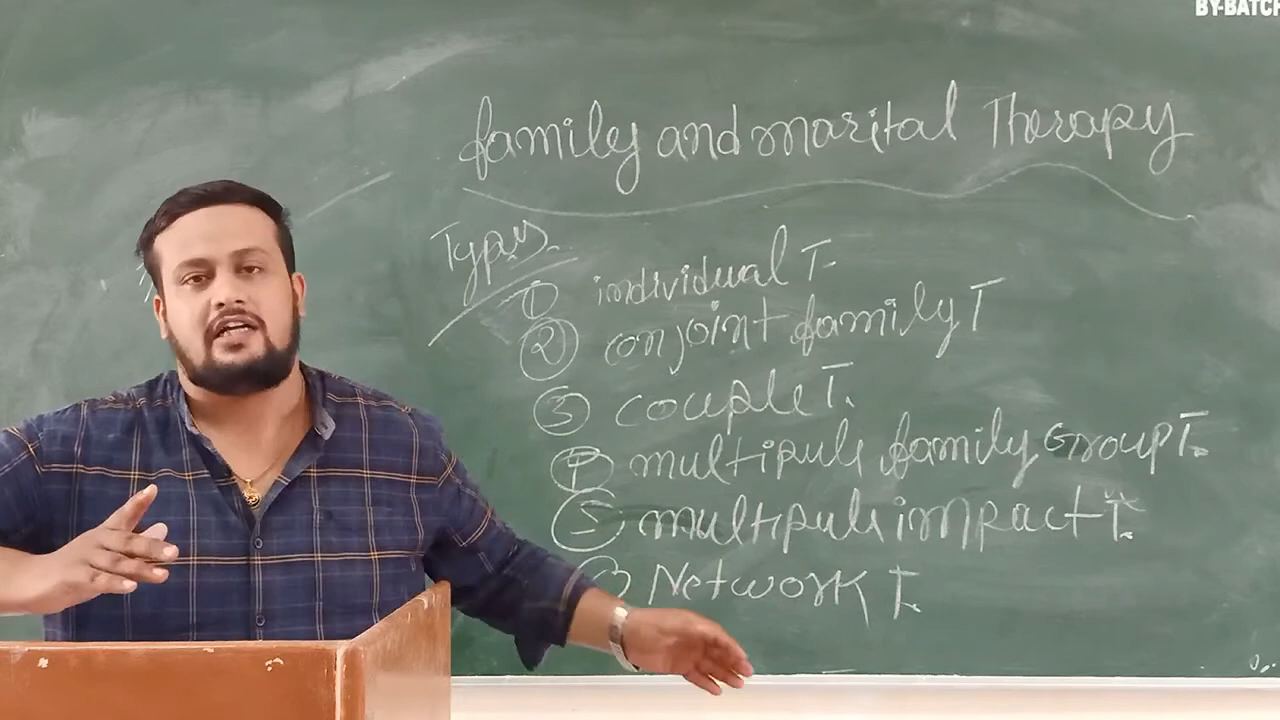 BY-BATCH
family and marital Therapy
Types
① individual T.
② conjoint family T
③ couple T.
④ multipule family Group T.
⑤ multipule impact T.
Network T.